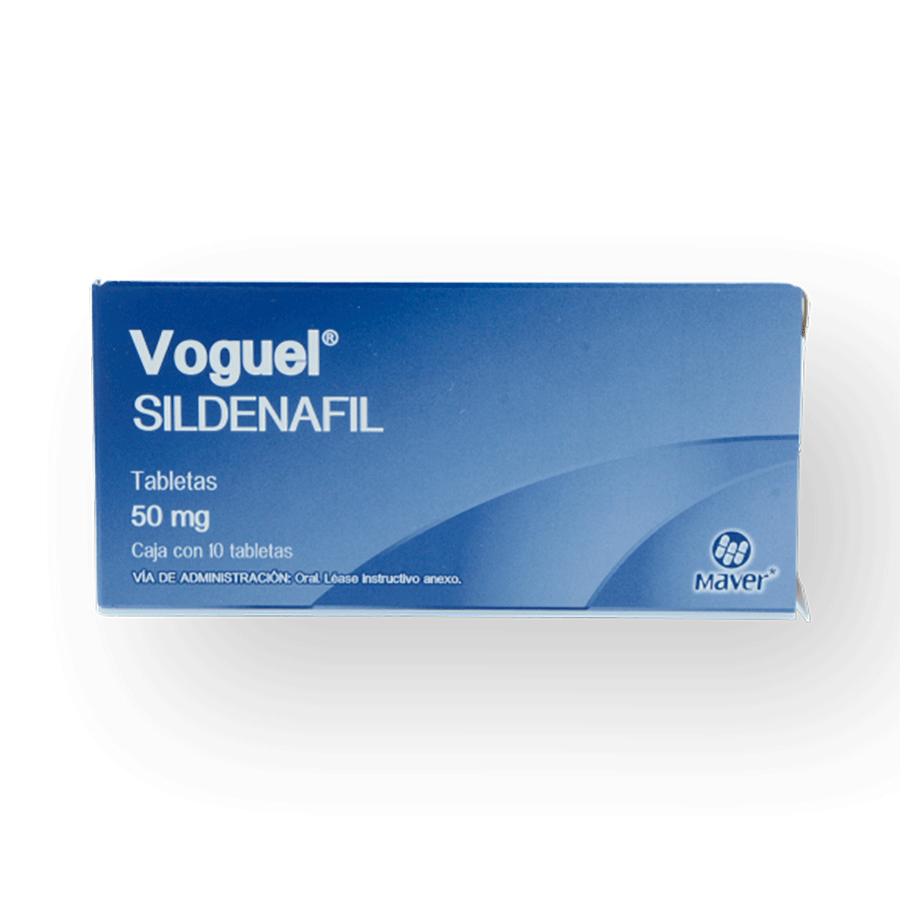 Voguel®
SILDENAFIL
Tabletas
50 mg
Caja con 10 tabletas
VÍA DE ADMINISTRACIÓN: Oral. Léase instructivo anexo.
Maver*